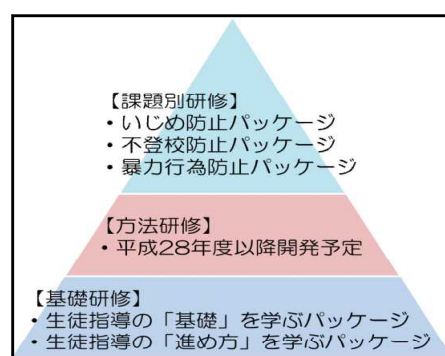 【課題別研修】
・いじめ防止パッケージ
・不登校防止パッケージ
・暴力行為防止パッケージ
【方法研修】
・平成28年度以降開発予定
【基礎研修】
・生徒指導の「基礎」を学ぶパッケージ
・生徒指導の「進め方」を学ぶパッケージ